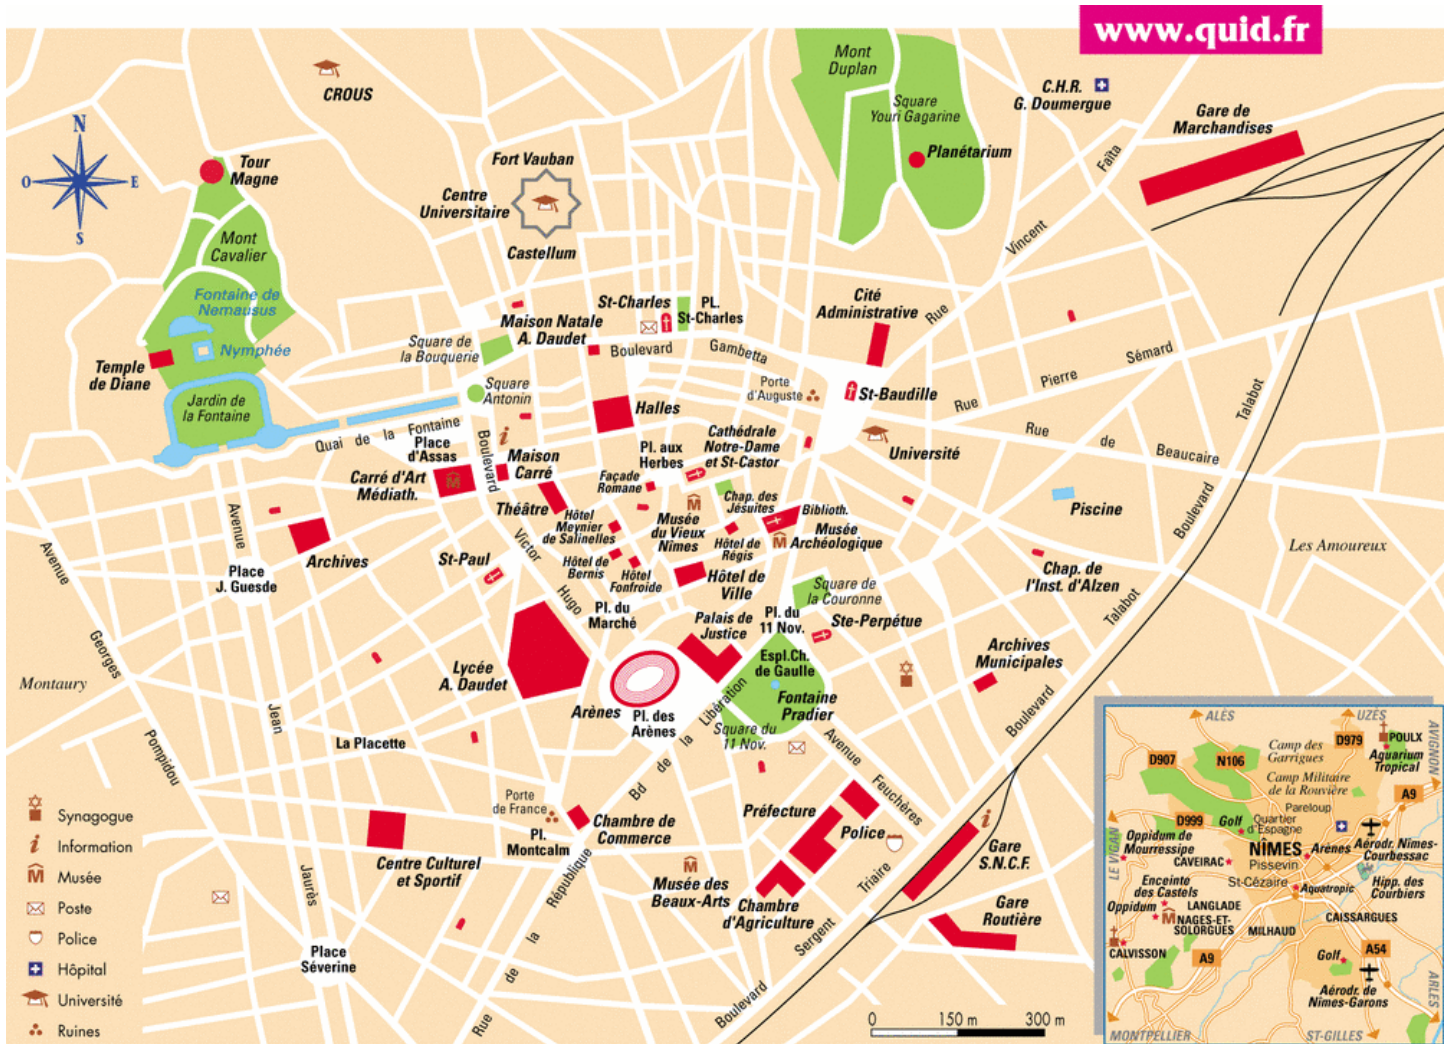 www.quid.fr
Mont
Duplan
C.H.R.
G. Doumergue
CROUS
Square
Youri Gagarine
Gare de
Marchandises
N
O
E
S
Tour
Magne
Fort Vauban
Planétarium
Faïta
Centre
Universitaire
Vincent
Mont
Cavalier
Castellum
Fontaine de
Nemausus
St-Charles
Pl.
St-Charles
Cité
Administrative
Rue
Maison Natale
A. Daudet
Square de
la Bouquerie
Nymphée
Boulevard
Gambetta
Sémard
Temple
de Diane
Pierre
Square
Antonin
Porte
d'Auguste
St-Baudille
Rue
Talabot
Jardin de
la Fontaine
Halles
Quai de la Fontaine
Place
d'Assas
Boulevard
Cathédrale
Notre-Dame
et St-Castor
Rue
de
Beaucaire
Pl. aux
Herbes
Université
Maison
Carré
Carré d'Art
Médiath.
Façade
Romane
Chap. des
Jésuites
Boulevard
Théâtre
Hôtel
Meynier
de Salinelles
Musée
du Vieux
Nîmes
Biblioth.
Musée
Archéologique
Piscine
Avenue
Hôtel de
Régis
Les Amoureux
Avenue
Archives
St-Paul
Victor
Hôtel de
Bernis
Hôtel
Fonfroide
Hôtel de
Ville
Chap. de
l'Inst. d'Alzen
Place
J. Guesde
Square de
la Couronne
Hugo
Pl. du
Marché
Palais de
Justice
Pl. du
11 Nov.
Ste-Perpétue
Talabot
Georges
Archives
Municipales
Espl.Ch.
de Gaulle
Lycée
A. Daudet
Montaury
Fontaine
Pradier
Arènes
Pl. des
Arènes
Libération
la
de
Bd
Square du
11 Nov.
Boulevard
Jean
La Placette
Pompidou
Avenue
Feuchères
Porte
de France
Préfecture
Police
Chambre de
Commerce
Pl.
Montcalm
Gare
S.N.C.F.
Centre Culturel
et Sportif
Musée des
Beaux-Arts
Chambre
d'Agriculture
Triaire
Sergent
Boulevard
Gare
Routière
Jaurès
République
la
de
Rue
Place
Séverine
Synagogue
Information
Musée
Poste
Police
Hôpital
Université
Ruines
0
150 m
300 m
ALÈS
UZÈS
AVIGNON
D907
N106
Camp des
Garrigues
D979
POULX
Aquarium
Tropical
Camp Militaire
de la Rouvière
A9
Pareloup
D999
Golf
Quartier
d'Espagne
LE VIGAN
Oppidum de
Mourressipe
NÎMES
Arènes
Aérodr. Nîmes-
Courbessac
CAVEIRAC
Pissevin
St-Cézaire
Enceinte
des Castels
Aquatropic
Hipp. des
Courbiers
Oppidum
LANGLADE
NAGES-ET-
SOLORGUES
CAISSARGUES
MILHAUD
CALVISSON
A9
A54
Golf
Aérodr. de
Nîmes-Garons
ARLES
MONTPELLIER
ST-GILLES